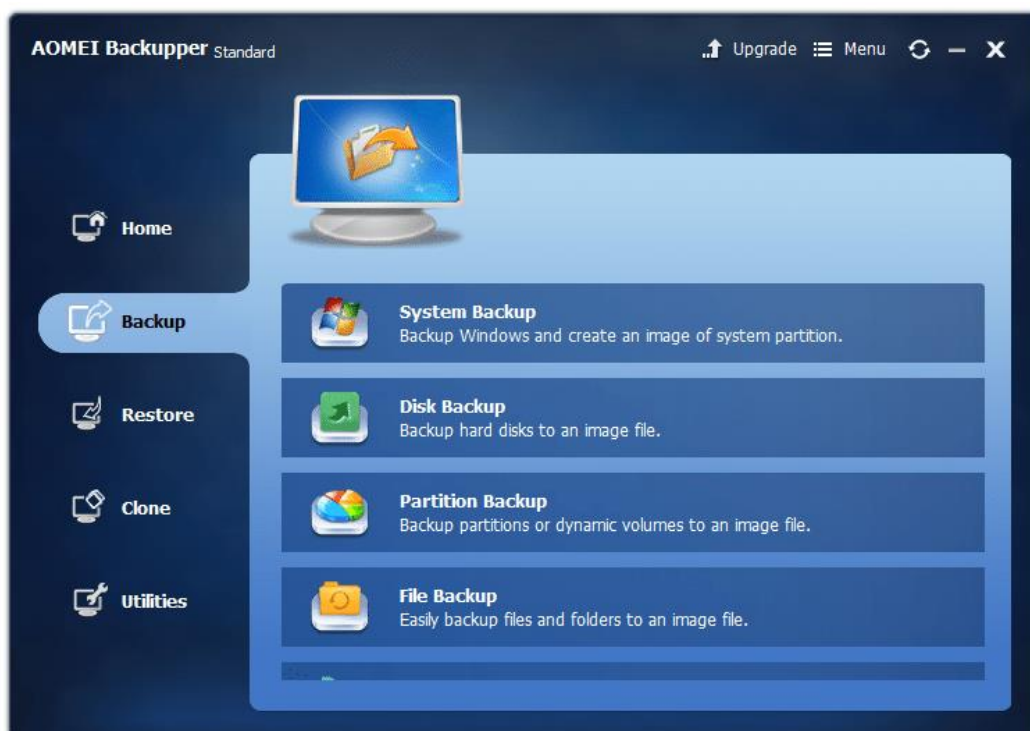 AOMEI Backupper Standard
Upgrade
Menu
Home
Backup
Restore
Clone
Utilities
System Backup
Backup Windows and create an image of system partition.
Disk Backup
Backup hard disks to an image file.
Partition Backup
Backup partitions or dynamic volumes to an image file.
File Backup
Easily backup files and folders to an image file.